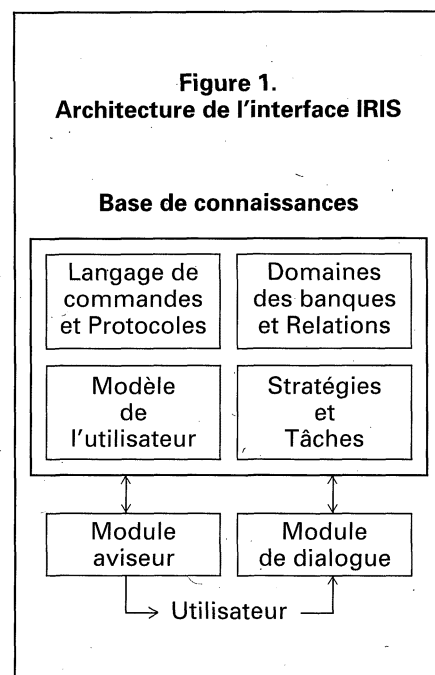 Figure 1.
Architecture de l'interface IRIS
Base de connaissances
Langage de
commandes
et Protocoles
Domaines
des banques
et Relations
Modèle
de
l'utilisateur
Stratégies
et
Tâches
Module
aviseur
Module
de dialogue
Utilisateur